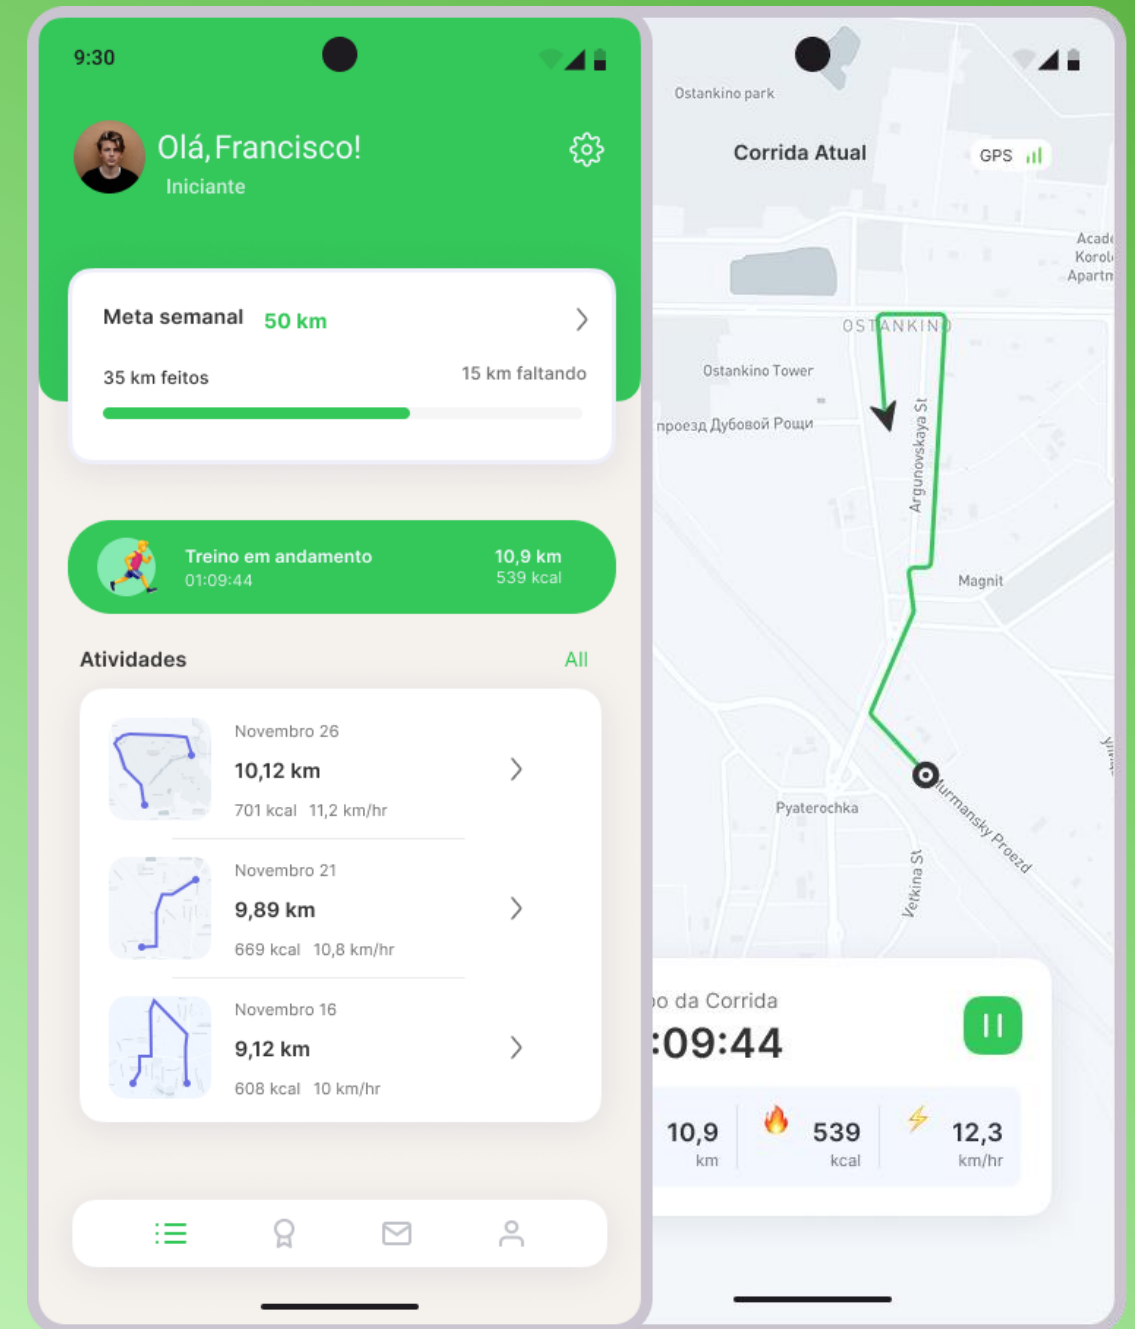 9:30
Olá, Francisco!
Iniciante
Meta semanal 50 km
35 km feitos 15 km faltando
Treino em andamento 10,9 km
01:09:44 539 kcal
Atividades All
Novembro 26
10,12 km
701 kcal 11,2 km/hr
Novembro 21
9,89 km
669 kcal 10,8 km/hr
Novembro 16
9,12 km
608 kcal 10 km/hr
Ostankino park
Corrida Atual GPS
OSTANKINO
Ostankino Tower
проезд Дубовой Рощи
Argunovskaya St
Magnit
Pyaterochka
Murmansky Proezd
Vetkina St
da Corrida
:09:44
10,9 539 12,3
km kcal km/hr